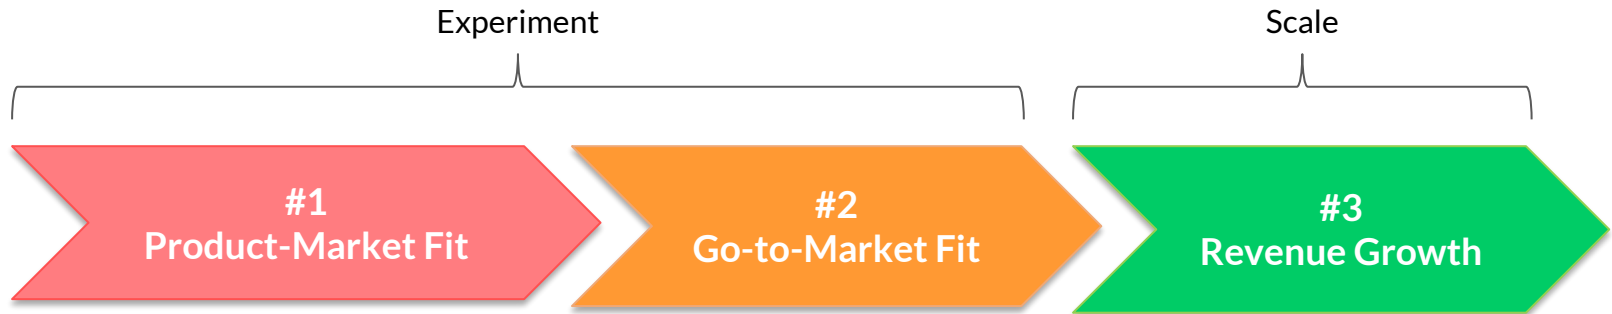 Experiment
Scale
#1
Product-Market Fit
#2
Go-to-Market Fit
#3
Revenue Growth